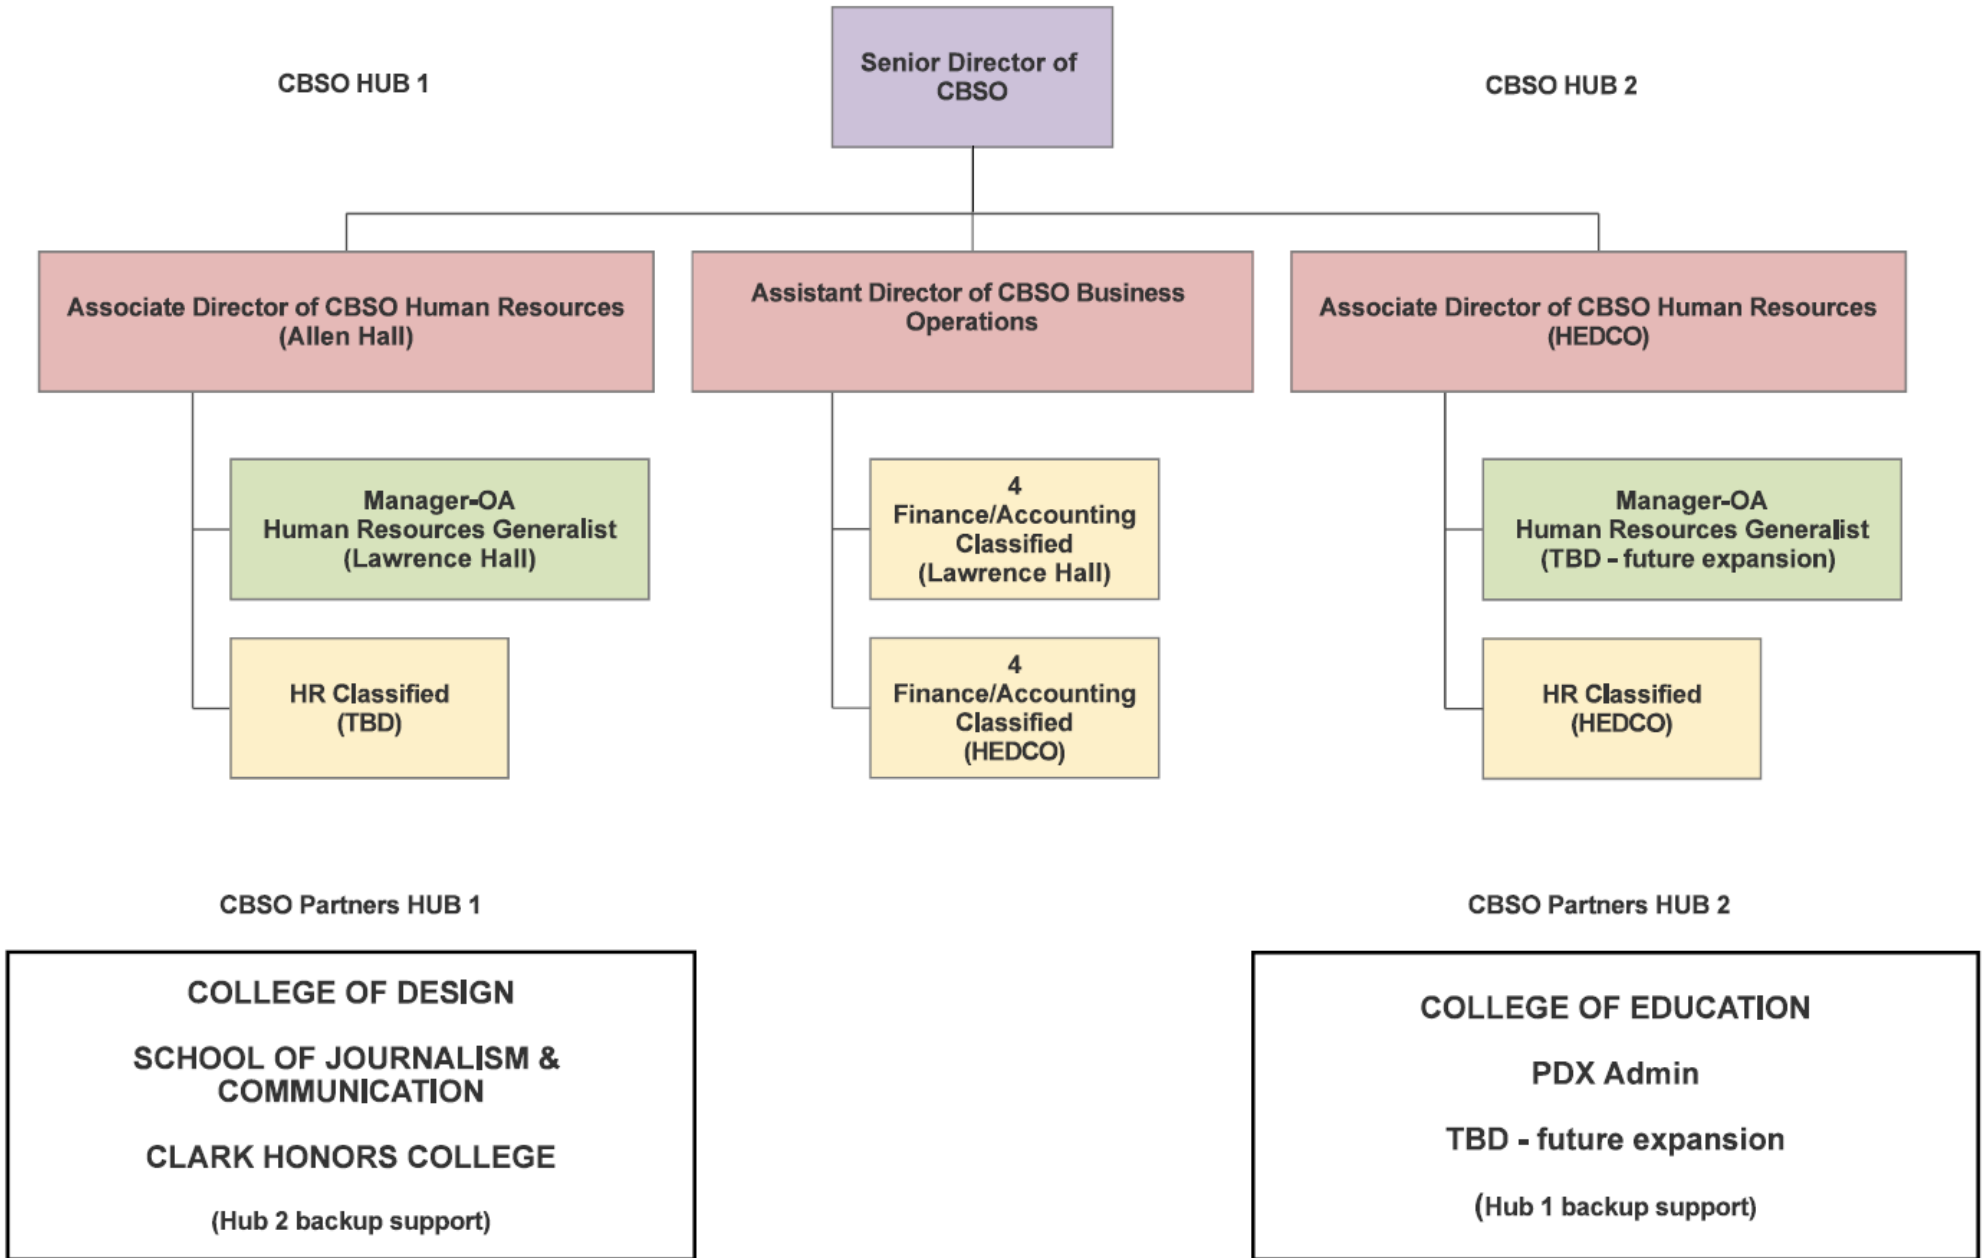 CBSO HUB 1
Senior Director of
CBSO
CBSO HUB 2
Associate Director of CBSO Human Resources
(Allen Hall)
Assistant Director of CBSO Business
Operations
Associate Director of CBSO Human Resources
(HEDCO)
Manager-OA
Human Resources Generalist
(Lawrence Hall)
4
Finance/Accounting
Classified
(Lawrence Hall)
Manager-OA
Human Resources Generalist
(TBD - future expansion)
HR Classified
(TBD)
4
Finance/Accounting
Classified
(HEDCO)
HR Classified
(HEDCO)
CBSO Partners HUB 1
CBSO Partners HUB 2
COLLEGE OF DESIGN
SCHOOL OF JOURNALISM &
COMMUNICATION
CLARK HONORS COLLEGE
(Hub 2 backup support)
COLLEGE OF EDUCATION
PDX Admin
TBD - future expansion
(Hub 1 backup support)